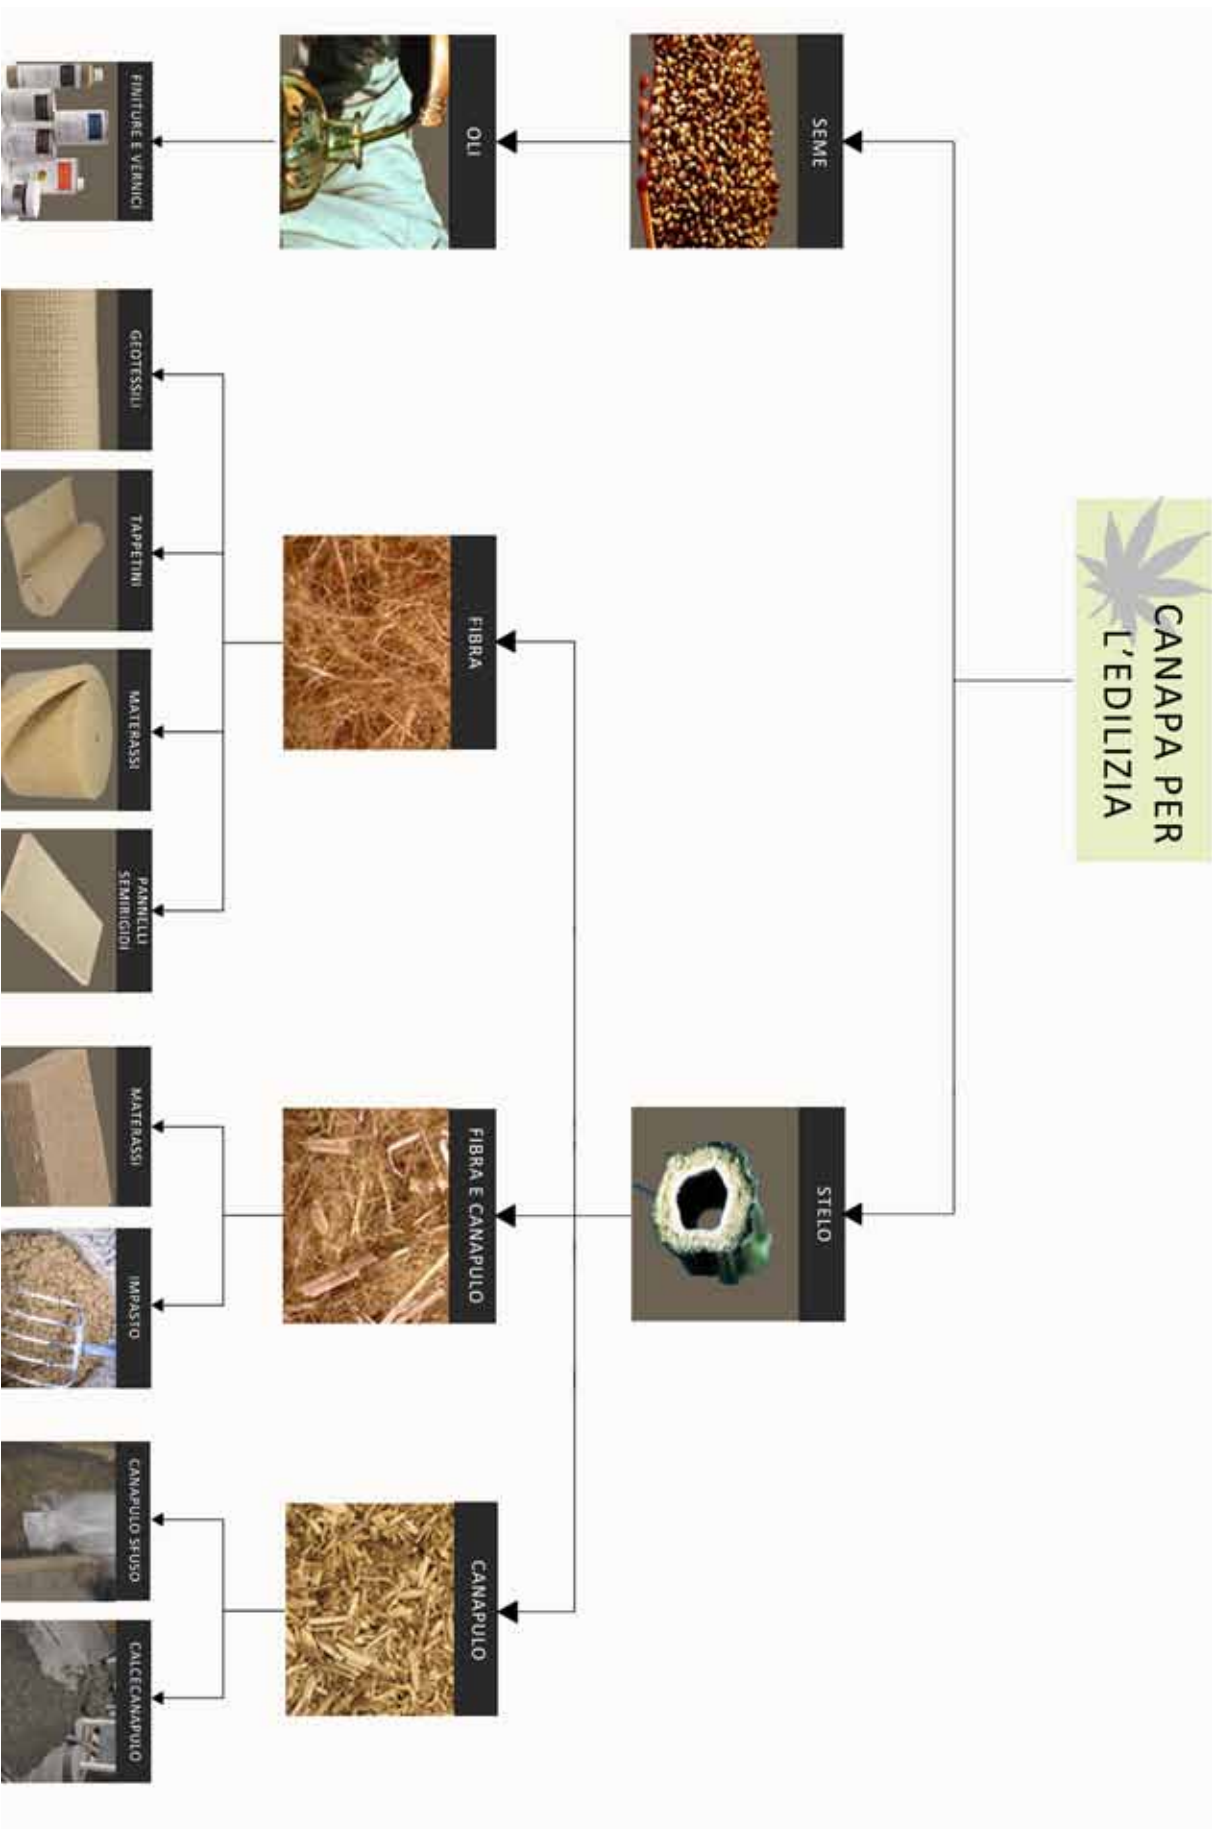 CANAPA PER
L'EDILIZIA
SEME
STELO
OLI
FIBRA
FIBRA E CANAPULO
CANAPULO
FINITURE E VERNICI
GEOTESSILI
TAPPETINI
MATERASSI
PANNELLI
SEMIRIGIDI
MATERASSI
IMPASTO
CANAPULO SFUSO
CALCECANAPULO